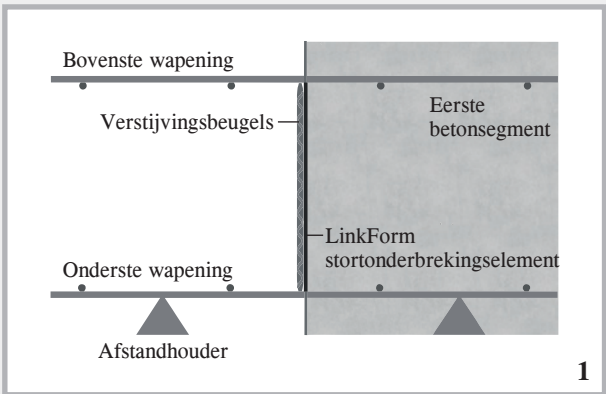 Bovenste wapening
Verstijvingsbeugels
Eerste
betonsegment
LinkForm
stortonderbrekingselement
Onderste wapening
Afstandhouder
1